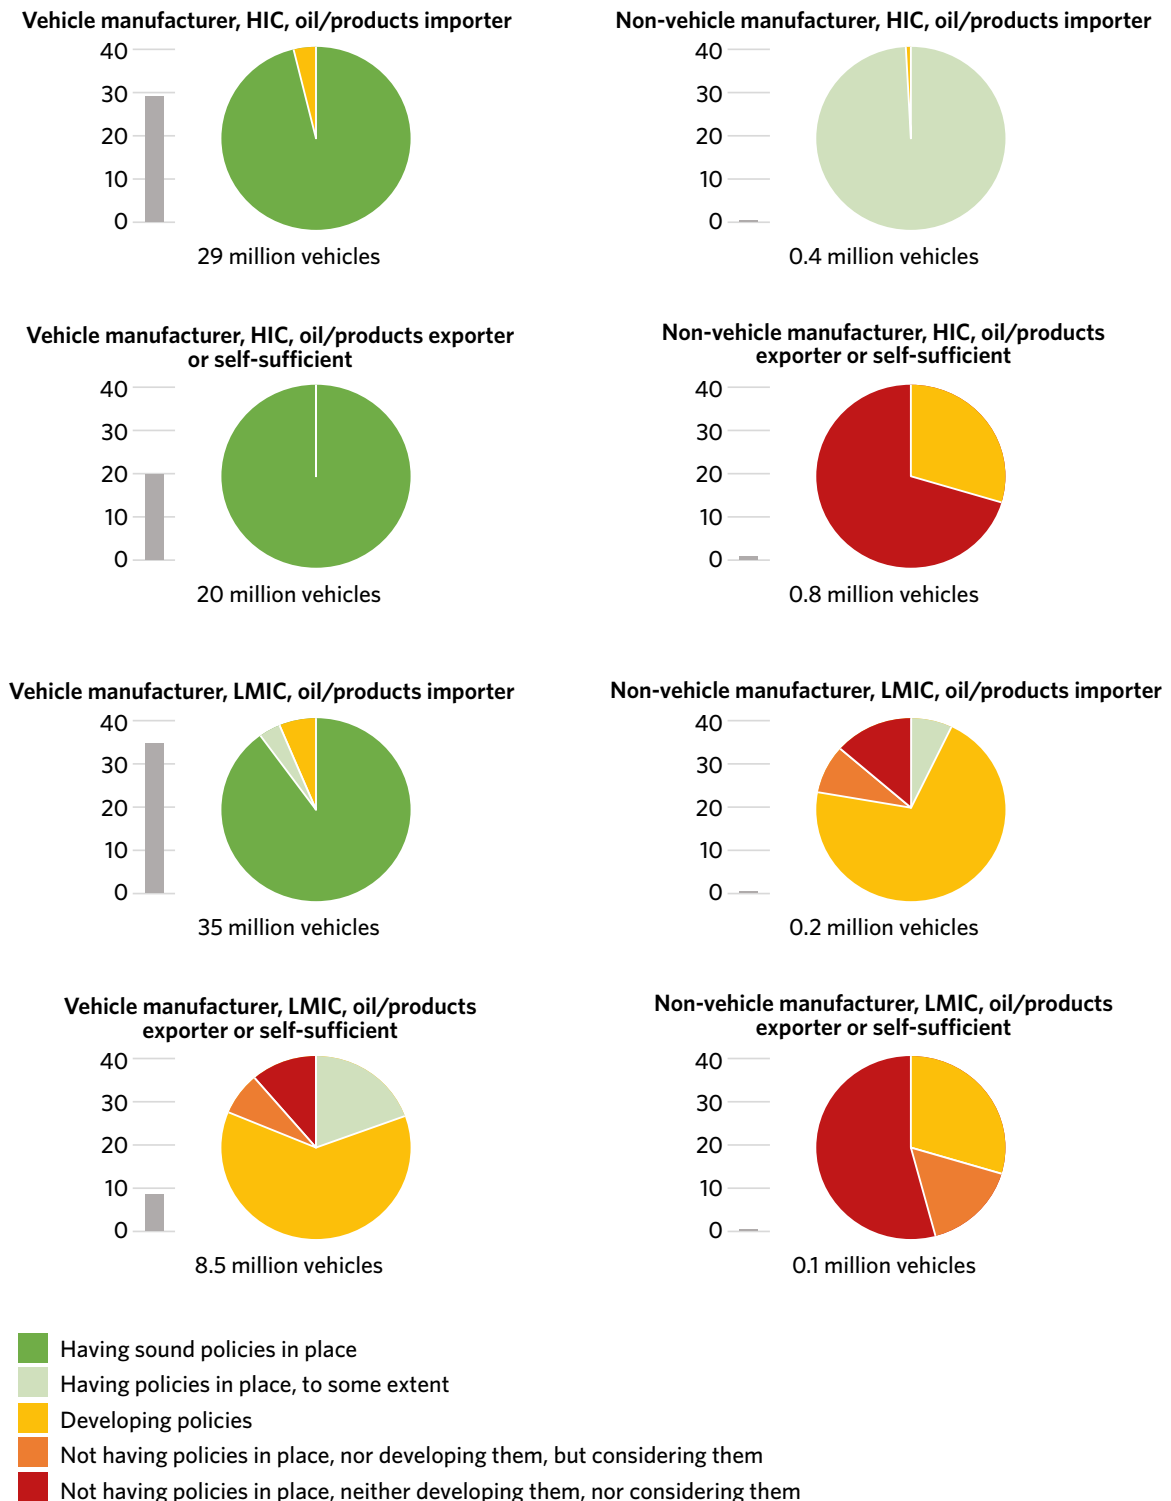 Vehicle manufacturer, HIC, oil/products importer
40
30
20
10
0
29 million vehicles
Non-vehicle manufacturer, HIC, oil/products importer
40
30
20
10
0
0.4 million vehicles
Vehicle manufacturer, HIC, oil/products exporter
or self-sufficient
40
30
20
10
0
20 million vehicles
Non-vehicle manufacturer, HIC, oil/products
exporter or self-sufficient
40
30
20
10
0
0.8 million vehicles
Vehicle manufacturer, LMIC, oil/products importer
40
30
20
10
0
35 million vehicles
Non-vehicle manufacturer, LMIC, oil/products importer
40
30
20
10
0
0.2 million vehicles
Vehicle manufacturer, LMIC, oil/products
exporter or self-sufficient
40
30
20
10
0
8.5 million vehicles
Non-vehicle manufacturer, LMIC, oil/products
exporter or self-sufficient
40
30
20
10
0
0.1 million vehicles
Having sound policies in place
Having policies in place, to some extent
Developing policies
Not having policies in place, nor developing them, but considering them
Not having policies in place, neither developing them, nor considering them